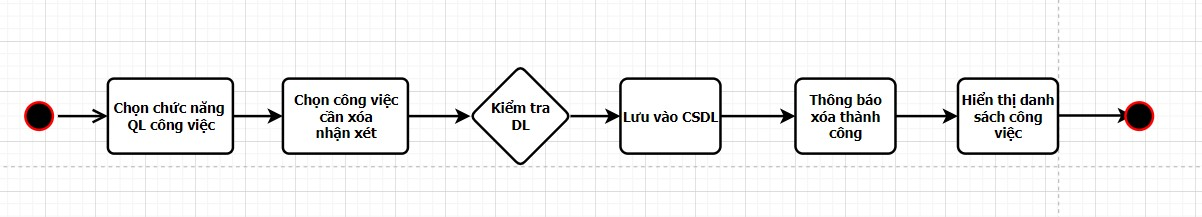 Chọn chức năng
QL công việc
Chọn công việc
cần xóa
nhận xét
Kiểm tra
DL
Lưu vào CSDL
Thông báo
xóa thành
công
Hiển thị danh
sách công
việc